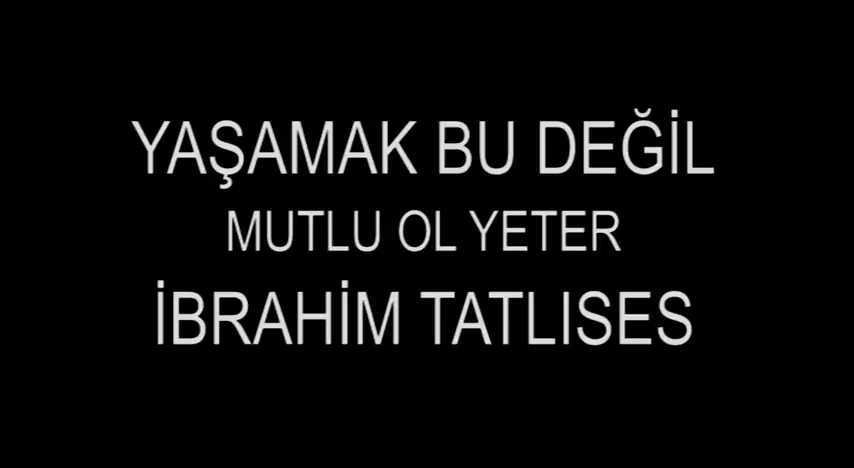 YAŞAMAK BU DEĞİL
MUTLU OL YETER
İBRAHİM TATLISES